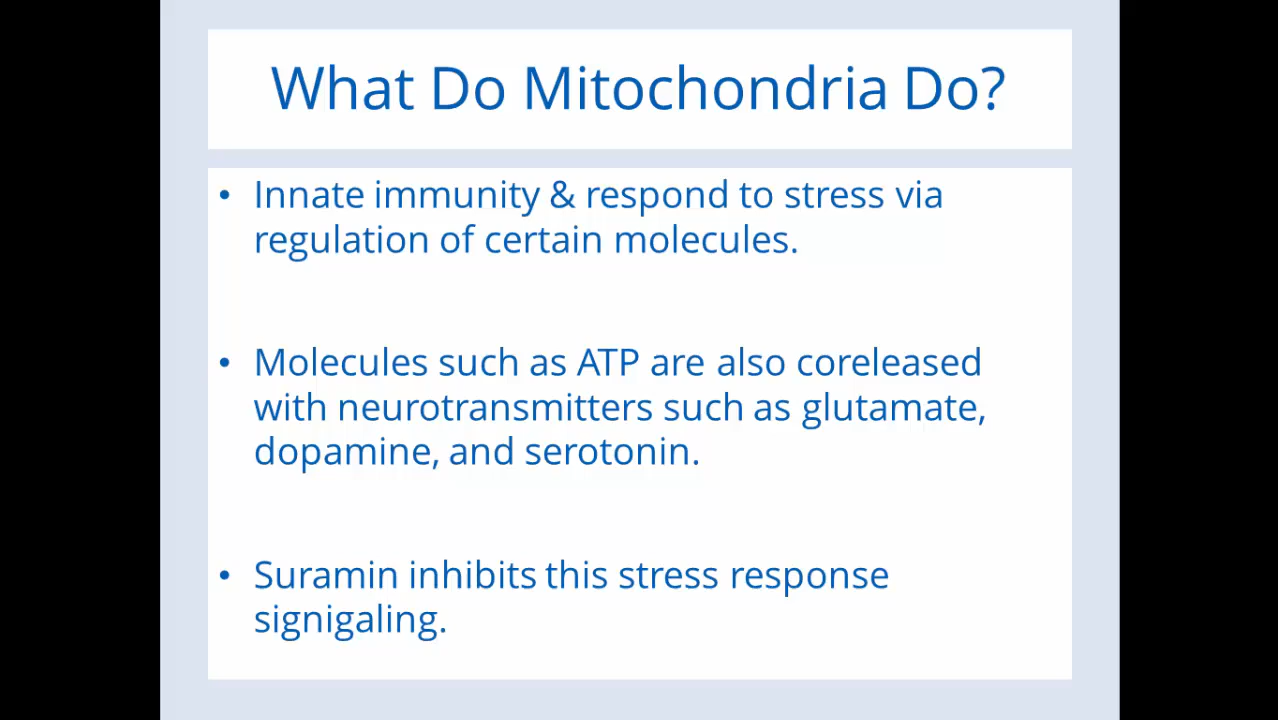 What Do Mitochondria Do?
• Innate immunity & respond to stress via
regulation of certain molecules.
• Molecules such as ATP are also coreleased
with neurotransmitters such as glutamate,
dopamine, and serotonin.
• Suramin inhibits this stress response
signigaling.